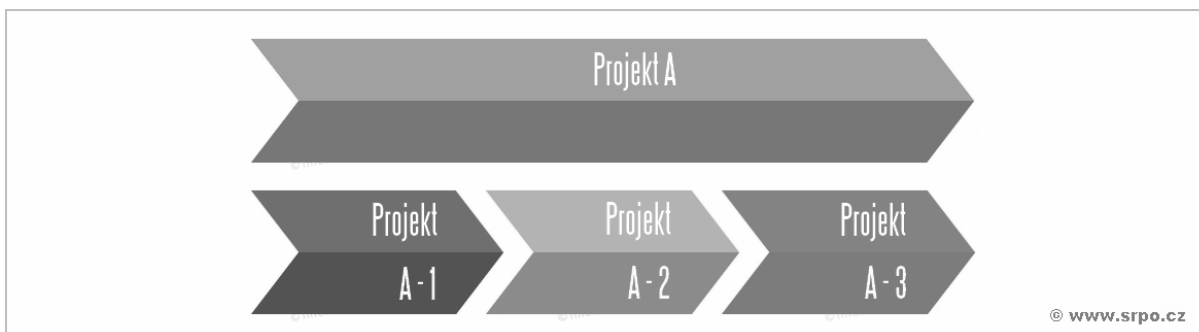 Projekt A
Projekt
A - 1
Projekt
A - 2
Projekt
A - 3
© www.srpo.cz